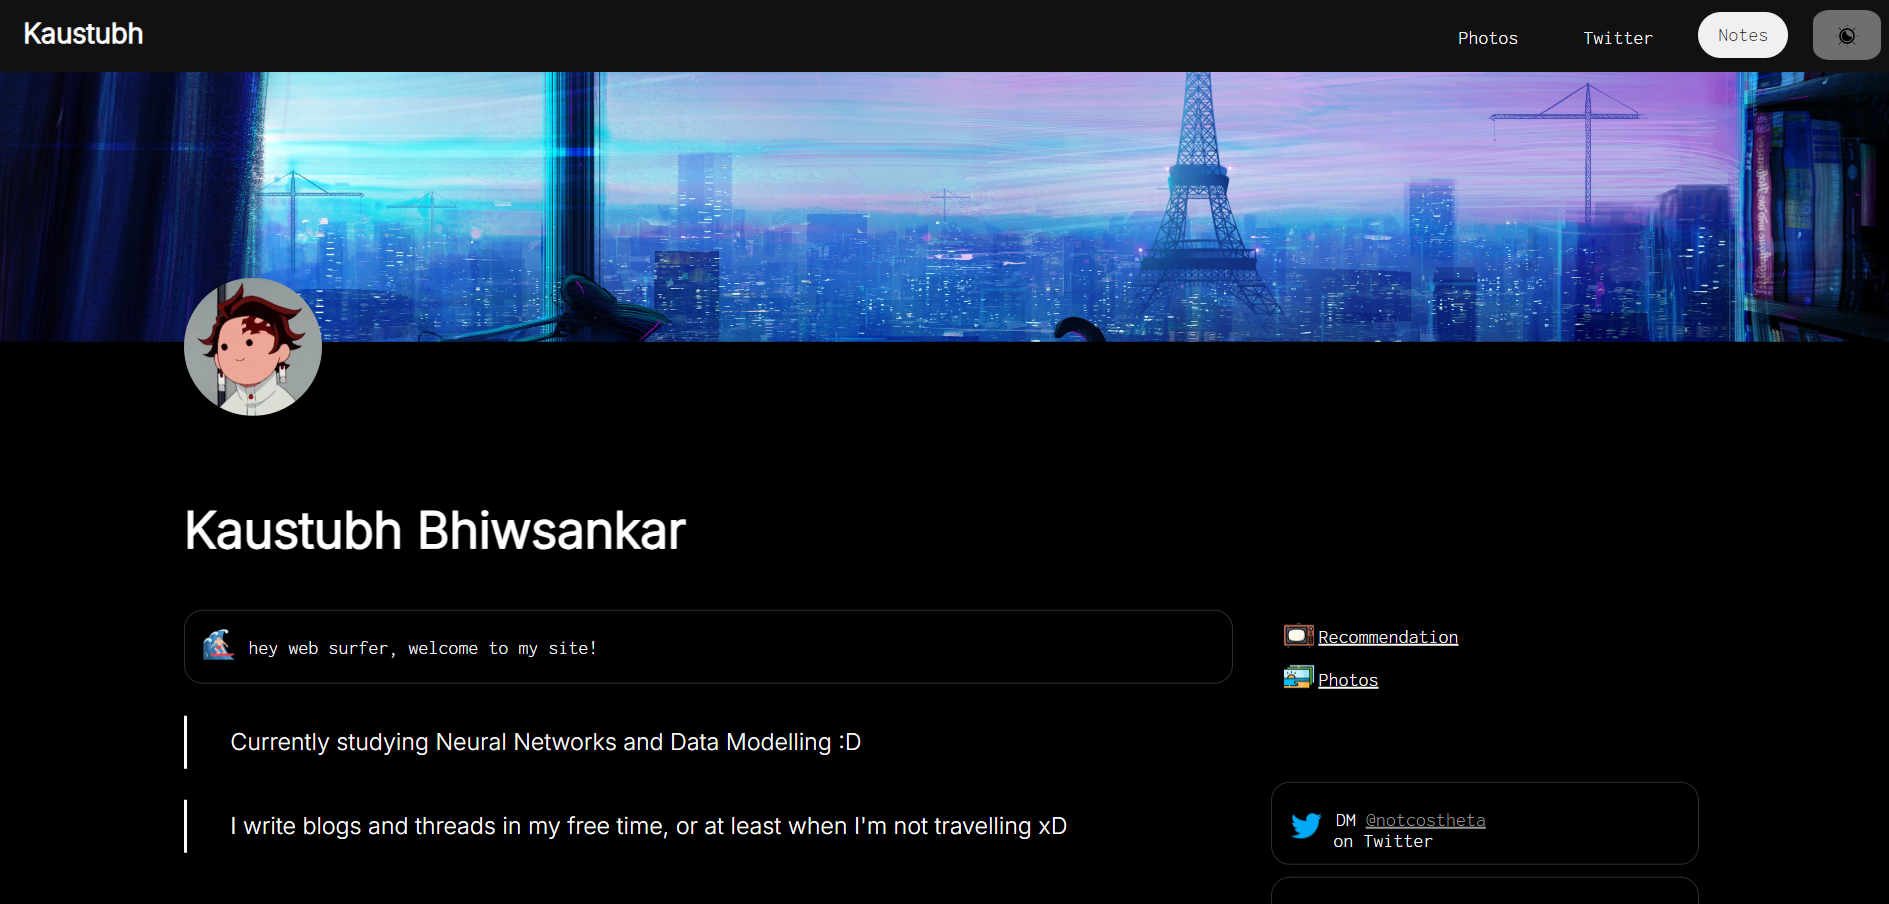 Kaustubh
Photos
Twitter
Notes
Kaustubh Bhiwsankar
hey web surfer, welcome to my site!
Currently studying Neural Networks and Data Modelling :D
I write blogs and threads in my free time, or at least when I'm not travelling xD
Recommendation
Photos
DM @notcostheta
on Twitter